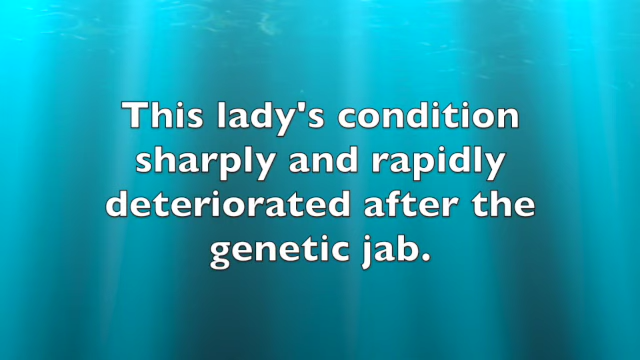 This lady's condition
sharply and rapidly
deteriorated after the
genetic jab.